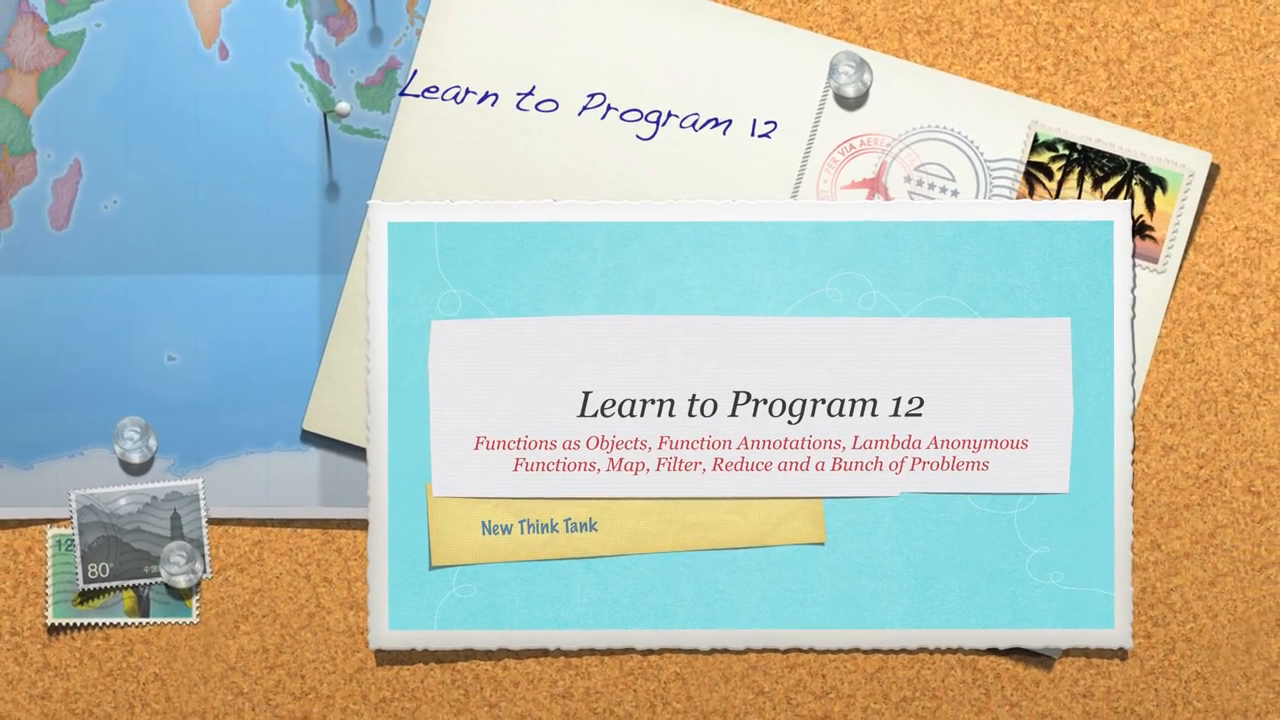 Learn to Program 12
PER VIA AEREA
Learn to Program 12
Functions as Objects, Function Annotations, Lambda Anonymous
Functions, Map, Filter, Reduce and a Bunch of Problems
New Think Tank
12
80